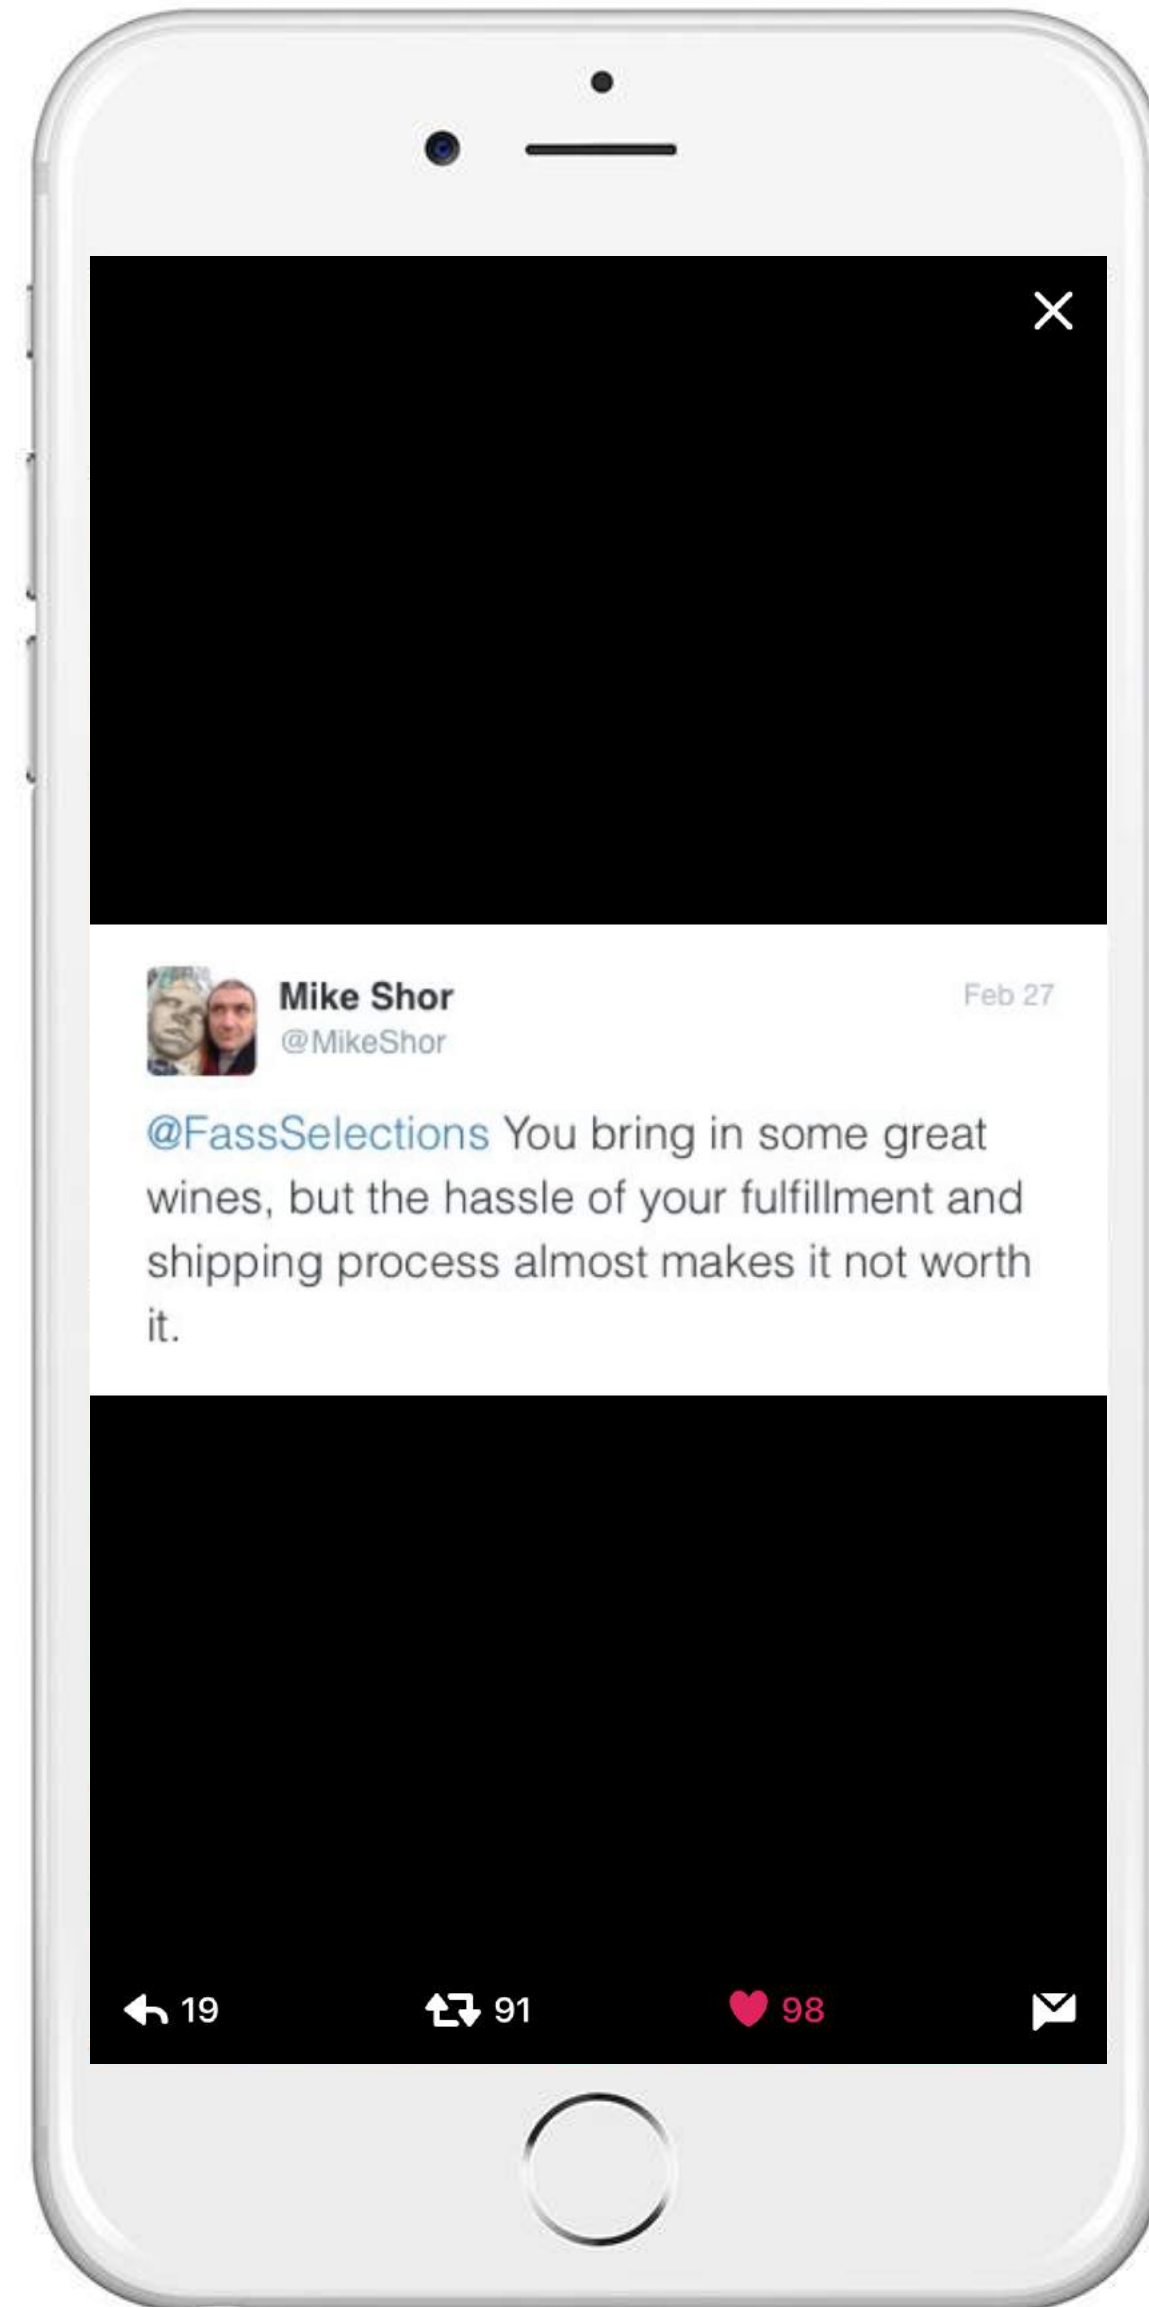 Mike Shor
Feb 27
@MikeShor
@FassSelections You bring in some great
wines, but the hassle of your fulfillment and
shipping process almost makes it not worth
it.
19 91 98